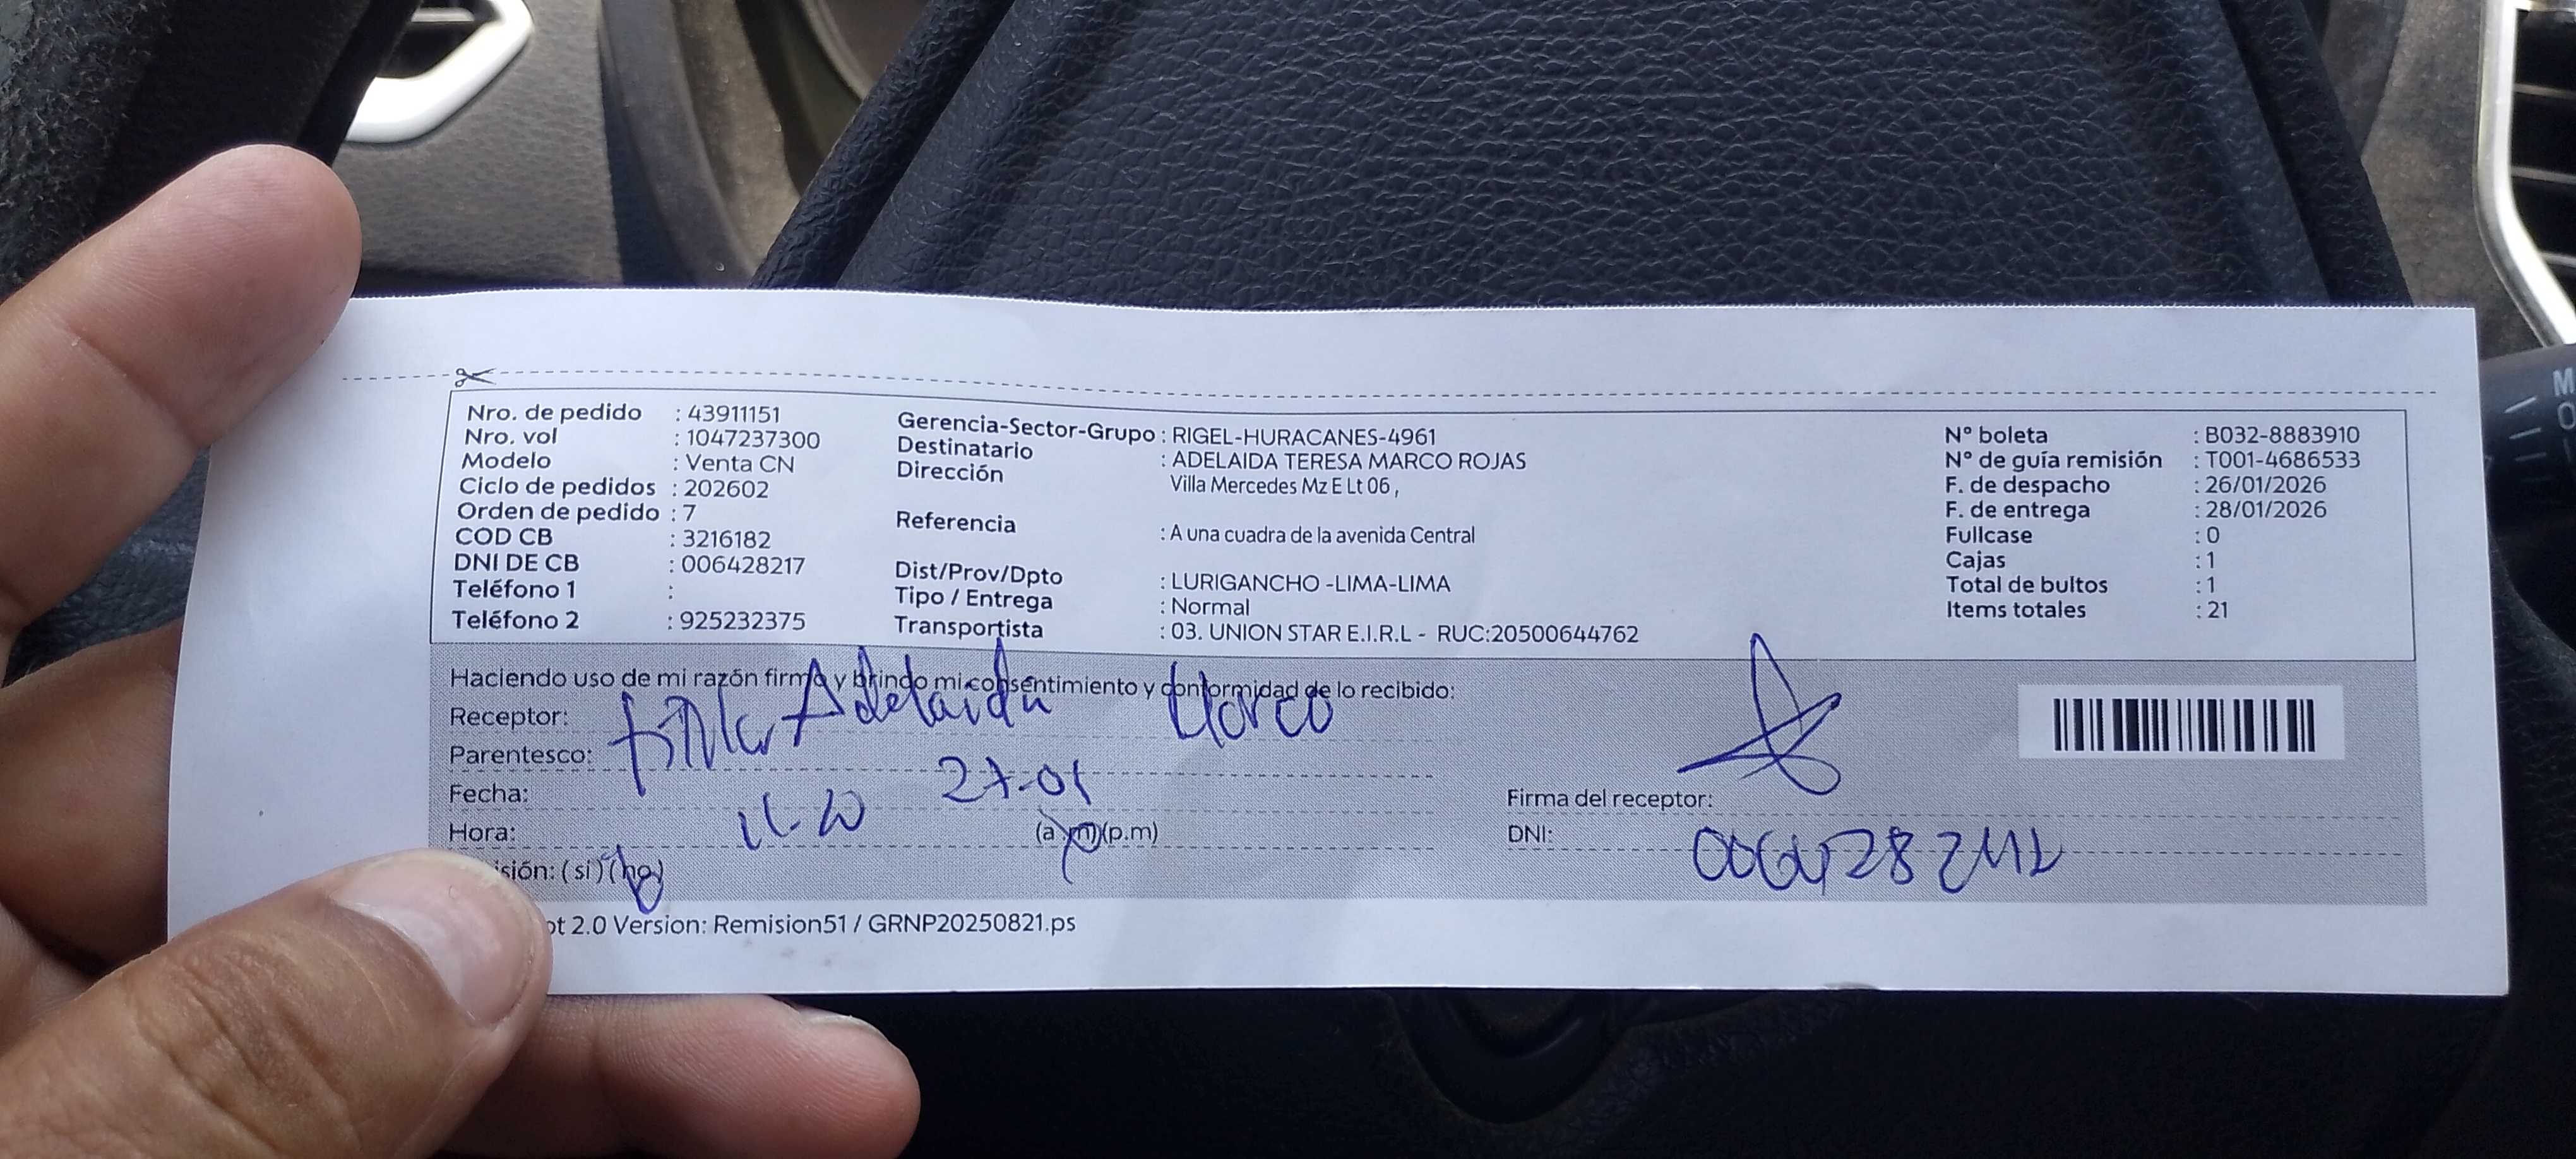 Nro. de pedido : 43911151
Nro. vol : 1047237300
Modelo : Venta CN
Ciclo de pedidos : 202602
Orden de pedido : 7
COD CB : 3216182
DNI DE CB : 006428217
Teléfono 1 :
Teléfono 2 : 925232375
Gerencia-Sector-Grupo : RIGEL-HURACANES-4961
Destinatario : ADELAIDA TERESA MARCO ROJAS
Dirección
Villa Mercedes Mz E Lt 06 ,
Referencia : A una cuadra de la avenida Central
Dist/Prov/Dpto : LURIGANCHO -LIMA-LIMA
Tipo / Entrega : Normal
Transportista : 03. UNION STAR E.I.R.L - RUC:20500644762
N° boleta : B032-8883910
N° de guía remisión : T001-4686533
F. de despacho : 26/01/2026
F. de entrega : 28/01/2026
Fullcase : 0
Cajas : 1
Total de bultos : 1
Items totales : 21
Haciendo uso de mi razón firmo y brindo mi consentimiento y conformidad de lo recibido:
Receptor: Adelaida Marco
Parentesco:
Fecha: 27-01
Hora: 11-20 (a.m)(p.m)
isión: (si) (no)
Firma del receptor:
DNI:
ot 2.0 Version: Remision51 / GRNP20250821.ps
M